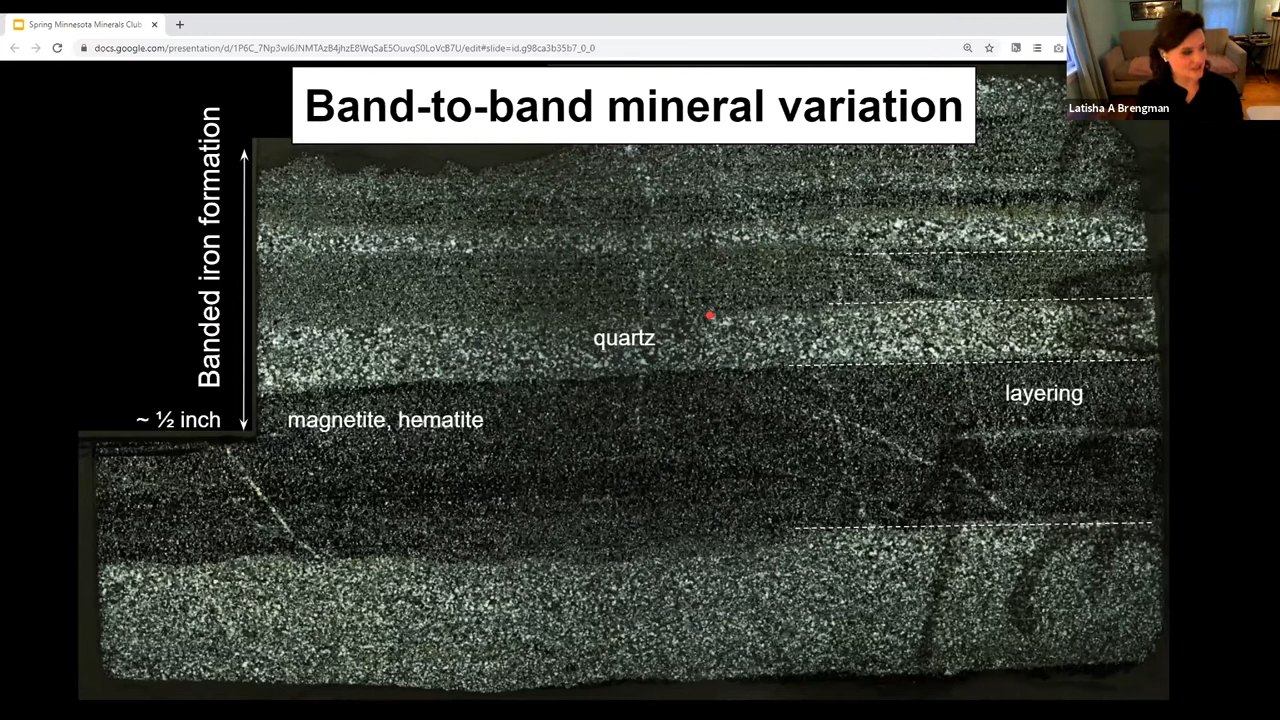 Spring Minnesota Minerals Club
docs.google.com/presentation/d/1P6C_7Np3wl6JNMTAzB4jhzE8WqSaE5OuvqS0LoVcB7U/edit#slide=id.g98ca3b35b7_0_0
Latisha A Brengman
Band-to-band mineral variation
Banded iron formation
quartz
layering
~ ½ inch
magnetite, hematite